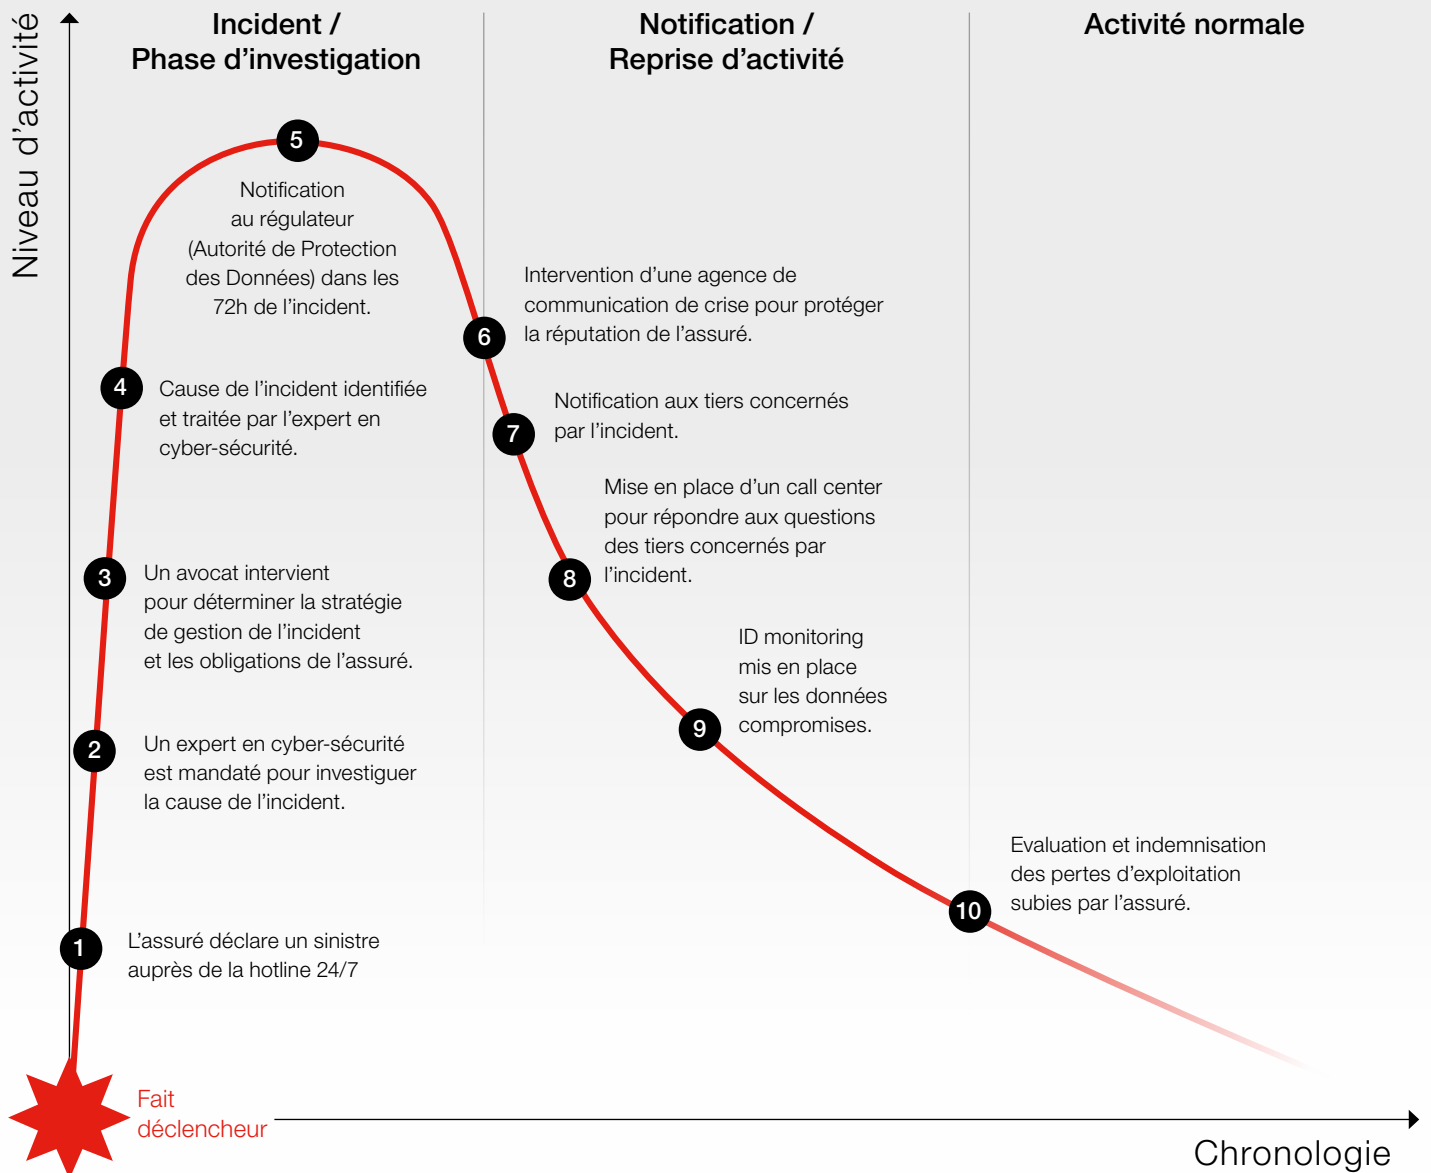 Niveau d’activité
Incident /
Phase d’investigation
Notification /
Reprise d’activité
Activité normale
5
Notification
au régulateur
(Autorité de Protection
des Données) dans les
72h de l’incident.
4
Cause de l’incident identifiée
et traitée par l’expert en
cyber-sécurité.
3
Un avocat intervient
pour déterminer la stratégie
de gestion de l’incident
et les obligations de l’assuré.
2
Un expert en cyber-sécurité
est mandaté pour investiguer
la cause de l’incident.
1
L’assuré déclare un sinistre
auprès de la hotline 24/7
Fait
déclencheur
6
Intervention d’une agence de
communication de crise pour protéger
la réputation de l’assuré.
7
Notification aux tiers concernés
par l’incident.
8
Mise en place d’un call center
pour répondre aux questions
des tiers concernés par
l’incident.
9
ID monitoring
mis en place
sur les données
compromises.
10
Evaluation et indemnisation
des pertes d’exploitation
subies par l’assuré.
Chronologie